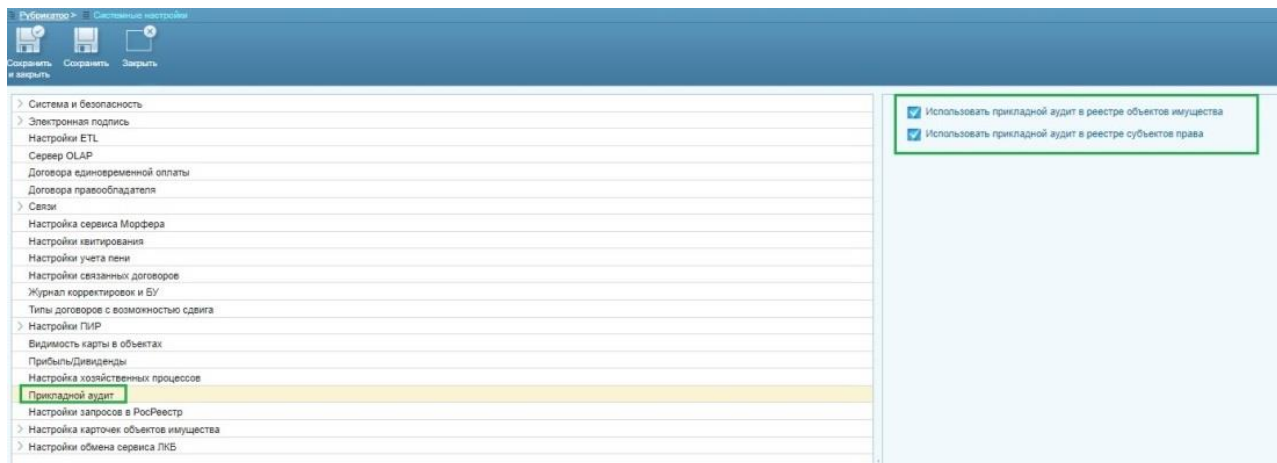 Рубрикатор > Системные настройки
Сохранить и закрыть
Сохранить
Закрыть
Система и безопасность
Электронная подпись
Настройки ETL
Сервер OLAP
Договора единовременной оплаты
Договора правообладателя
Связи
Настройка сервиса Морфера
Настройки квитирования
Настройки учета пени
Настройки связанных договоров
Журнал корректировок и БУ
Типы договоров с возможностью сдвига
Настройки ПИР
Видимость карты в объектах
Прибыль/Дивиденды
Настройка хозяйственных процессов
Прикладной аудит
Настройки запросов в РосРеестр
Настройка карточек объектов имущества
Настройки обмена сервиса ЛКБ
Использовать прикладной аудит в реестре объектов имущества
Использовать прикладной аудит в реестре субъектов права